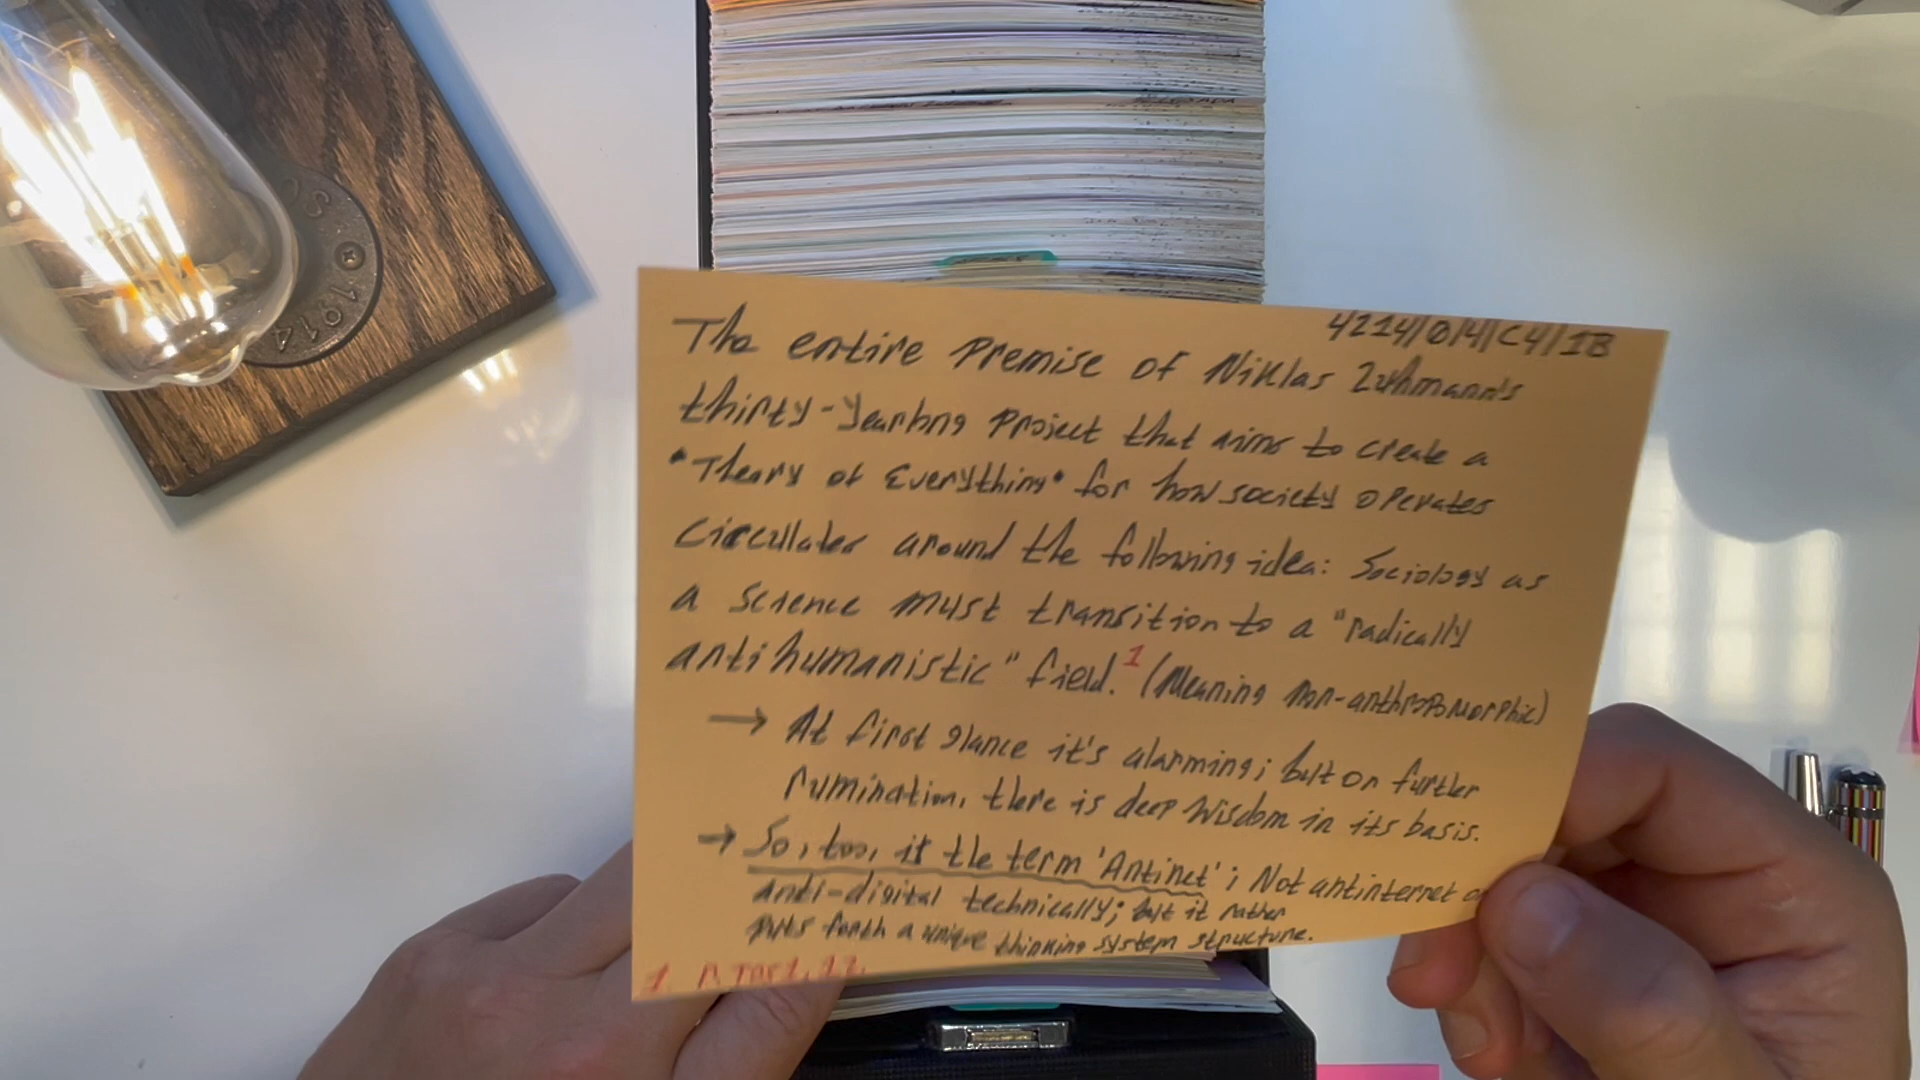 4214/0/4/C4/1B
The entire Premise of Niklas Luhmann's
thirty-yearlong Project that aims to create a
"Theory of Everything" for how society operates
Circulates around the following idea: Sociology as
a science must transition to a "radically
antihumanistic" field.¹ (Meaning non-anthropomorphic)
→ At first glance it's alarming; but on further
rumination, there is deep wisdom in its basis.
→ So, too, is the term 'Antinet'; Not antinternet
anti-digital technically; but it rather
puts forth a unique thinking system structure.
1
1014